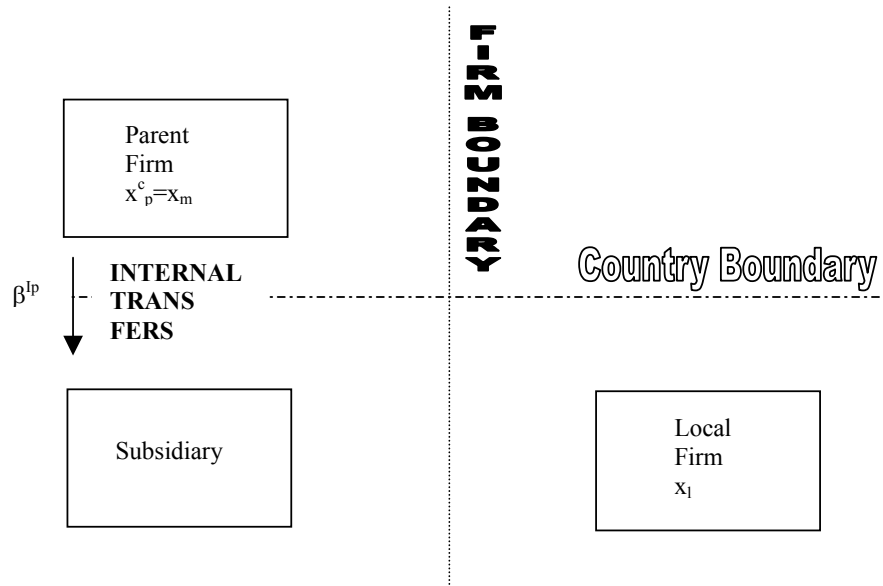 FIRM BOUNDARY
Parent
Firm
x^c_p=x_m
Country Boundary
β^Ip
INTERNAL
TRANS
FERS
Subsidiary
Local
Firm
x_l